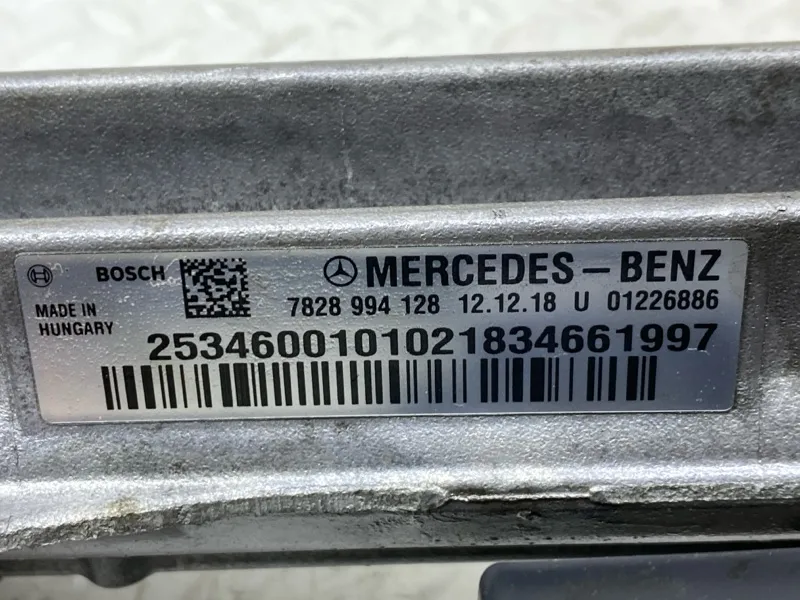 BOSCH
MERCEDES-BENZ
MADE IN
HUNGARY
7828 994 128 12.12.18 U 01226886
2534600101021834661997